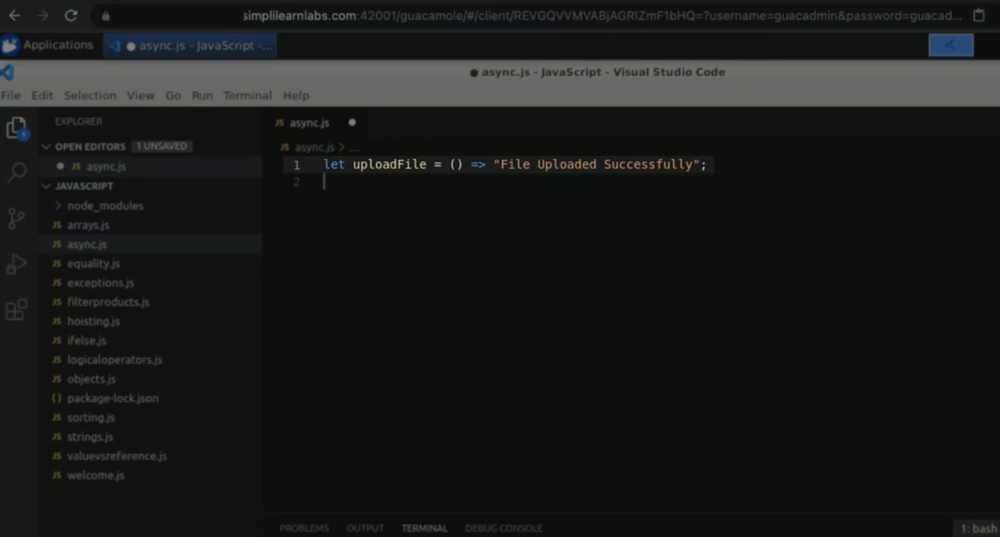 simplilearnlabs.com:42001/guacamole/#/client/REVGQVVMVABjAGRlZmF1bHQ=?username=guacadmin&password=guacad...
Applications
● async.js - JavaScript -...
● async.js - JavaScript - Visual Studio Code
File Edit Selection View Go Run Terminal Help
EXPLORER
JS async.js ●
OPEN EDITORS 1 UNSAVED
JS async.js > ...
● JS async.js
1 let uploadFile = () => "File Uploaded Successfully";
2
JAVASCRIPT
> node_modules
JS arrays.js
JS async.js
JS equality.js
JS exceptions.js
JS filterproducts.js
JS hoisting.js
JS ifelse.js
JS logicaloperators.js
JS objects.js
{} package-lock.json
JS sorting.js
JS strings.js
JS valuevsreference.js
JS welcome.js
PROBLEMS OUTPUT TERMINAL DEBUG CONSOLE 1: bash